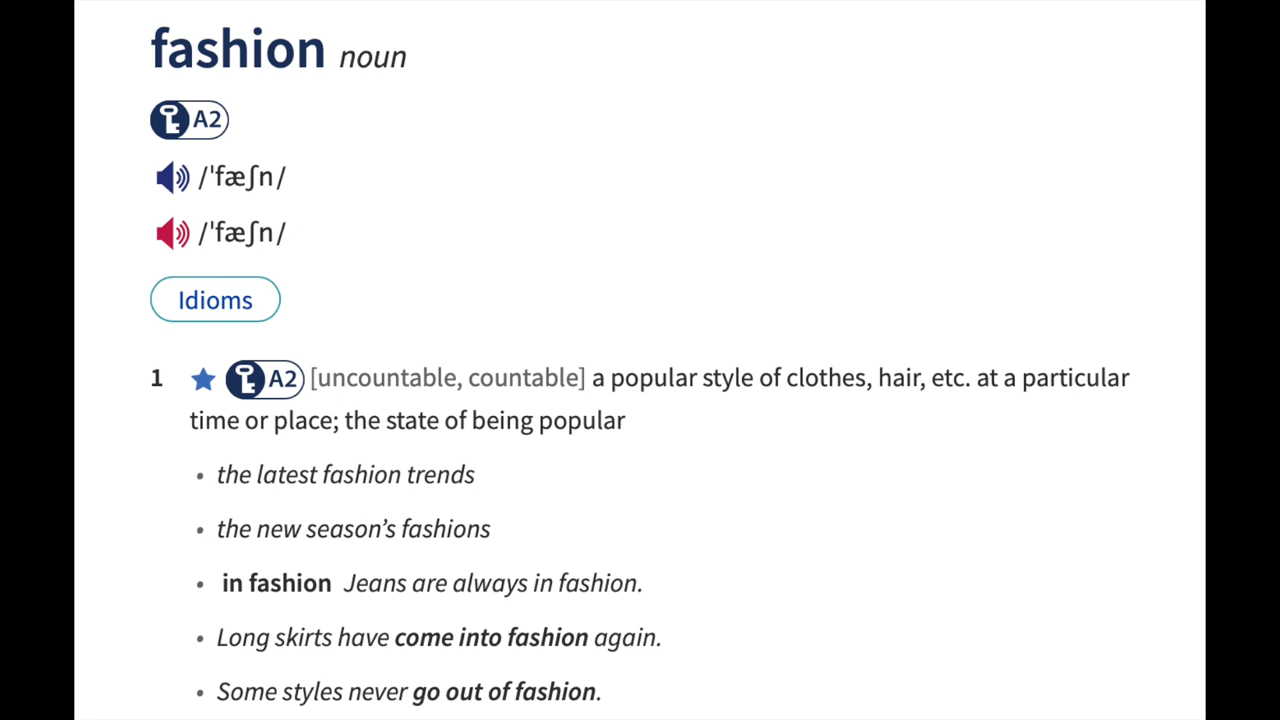 fashion noun
A2
/ˈfæʃn/
/ˈfæʃn/
Idioms
1 A2 [uncountable, countable] a popular style of clothes, hair, etc. at a particular
time or place; the state of being popular
• the latest fashion trends
• the new season’s fashions
• in fashion Jeans are always in fashion.
• Long skirts have come into fashion again.
• Some styles never go out of fashion.